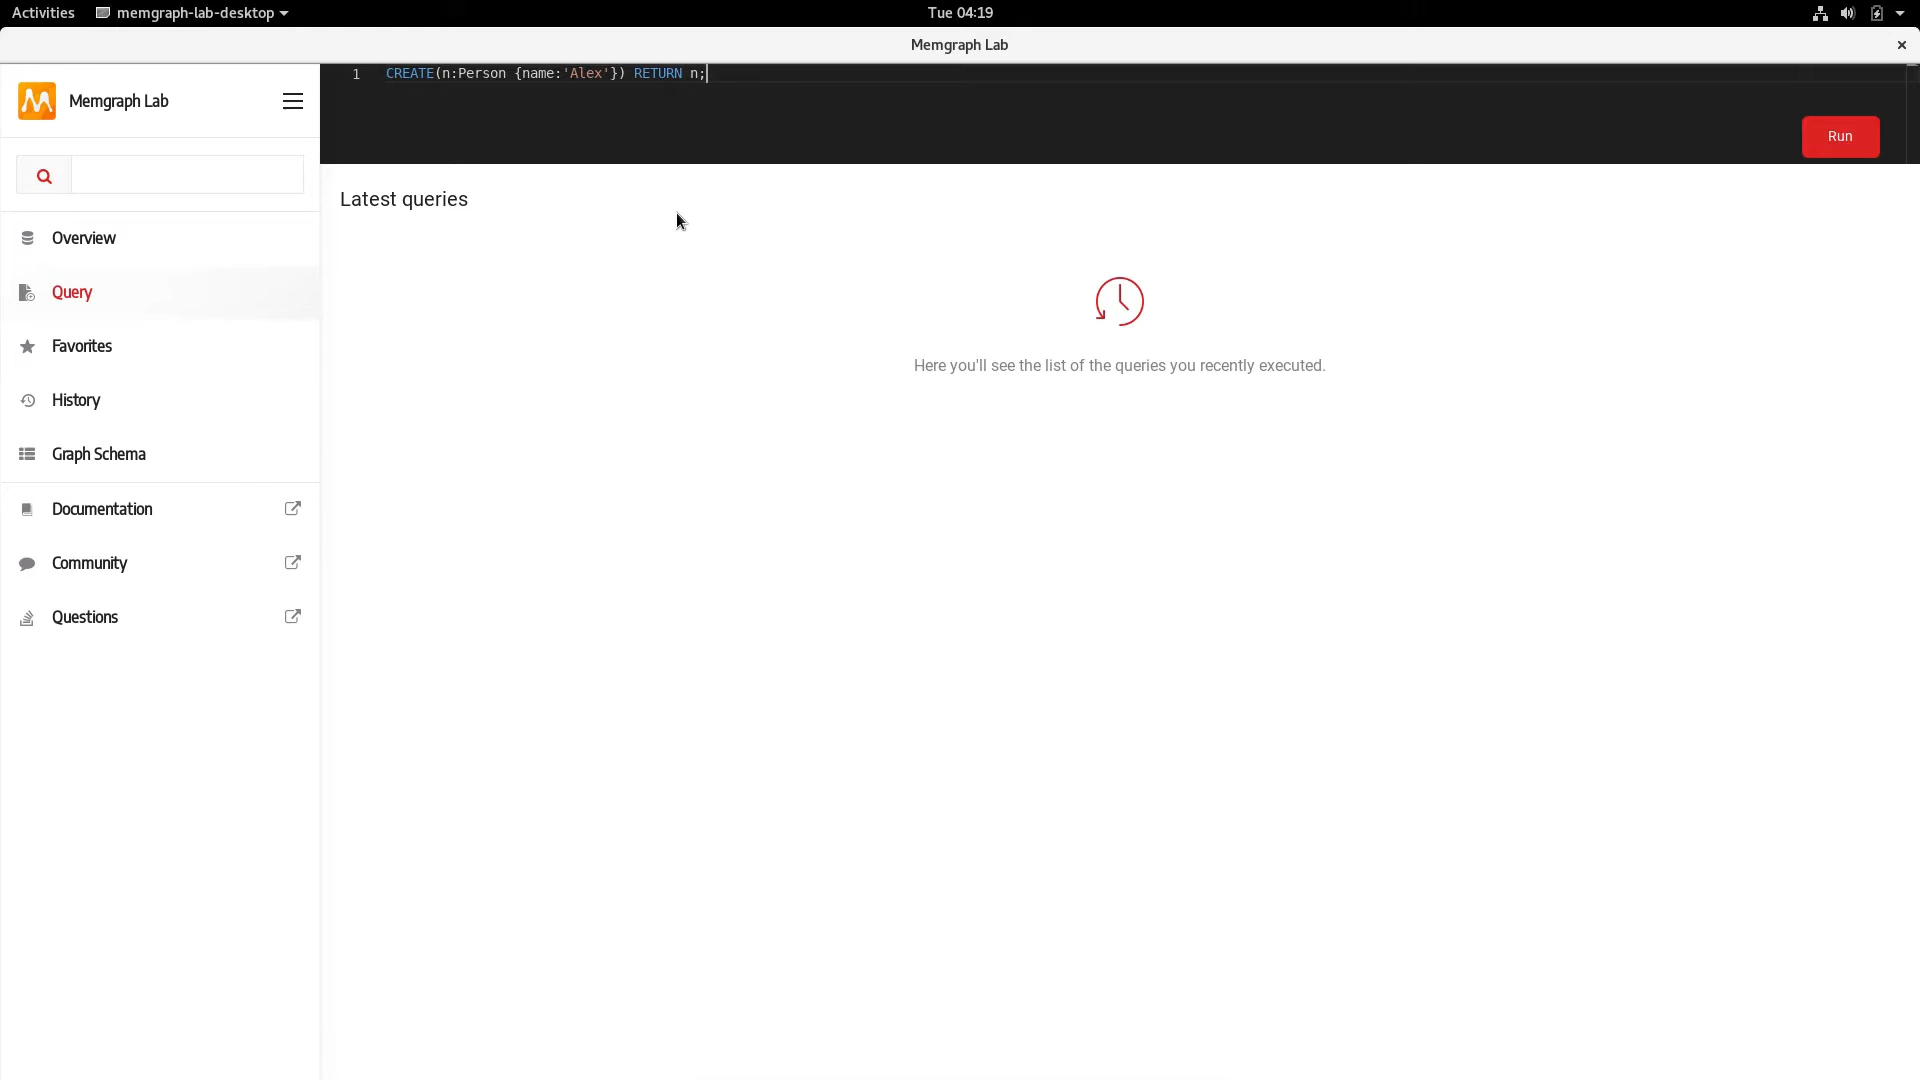 Activities memgraph-lab-desktop Tue 04:19
Memgraph Lab
Memgraph Lab
1 CREATE(n:Person {name:'Alex'}) RETURN n;
Run
Overview
Query
Favorites
History
Graph Schema
Documentation
Community
Questions
Latest queries
Here you'll see the list of the queries you recently executed.